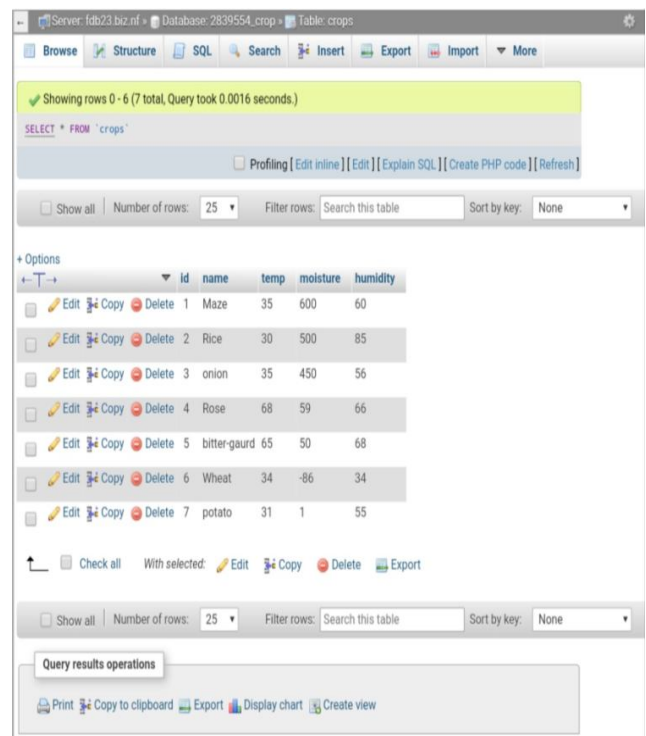 Server: fdb23.biz.nf » Database: 2839554_crop » Table: crops
Browse Structure SQL Search Insert Export Import More
Showing rows 0 - 6 (7 total, Query took 0.0016 seconds.)
SELECT * FROM `crops`
Profiling [ Edit inline ] [ Edit ] [ Explain SQL ] [ Create PHP code ] [ Refresh ]
Show all Number of rows: 25 Filter rows: Search this table Sort by key: None
+ Options
id name temp moisture humidity
Edit Copy Delete 1 Maze 35 600 60
Edit Copy Delete 2 Rice 30 500 85
Edit Copy Delete 3 onion 35 450 56
Edit Copy Delete 4 Rose 68 59 66
Edit Copy Delete 5 bitter-gaurd 65 50 68
Edit Copy Delete 6 Wheat 34 -86 34
Edit Copy Delete 7 potato 31 1 55
Check all With selected: Edit Copy Delete Export
Show all Number of rows: 25 Filter rows: Search this table Sort by key: None
Query results operations
Print Copy to clipboard Export Display chart Create view